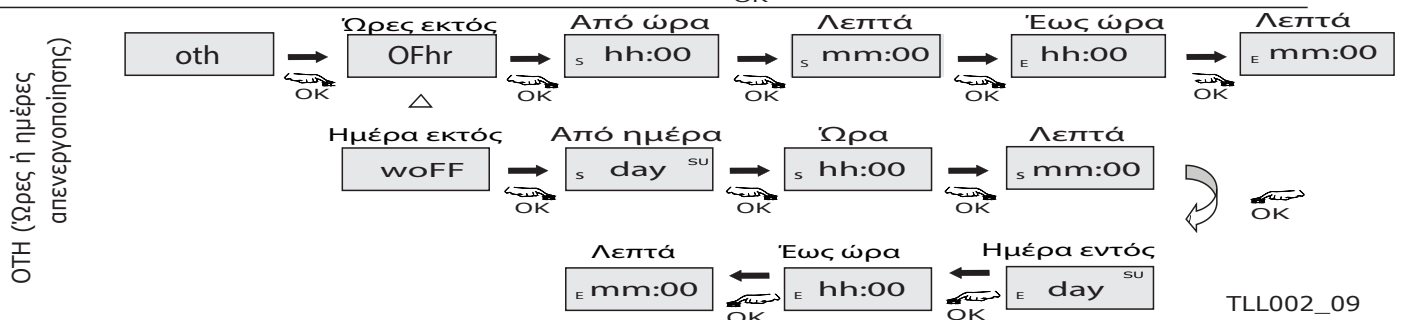 OK
ΟΤΗ (Ώρες ή ημέρες
απενεργοποίησης)
Ώρες εκτός Από ώρα Λεπτά Έως ώρα Λεπτά
oth OFhr s hh:00 s mm:00 E hh:00 E mm:00
OK OK OK OK OK
Ημέρα εκτός Από ημέρα Ώρα Λεπτά
woFF s day SU s hh:00 s mm:00
OK OK OK OK
Λεπτά Έως ώρα Ημέρα εντός
E mm:00 E hh:00 E day SU
OK OK
TLL002_09